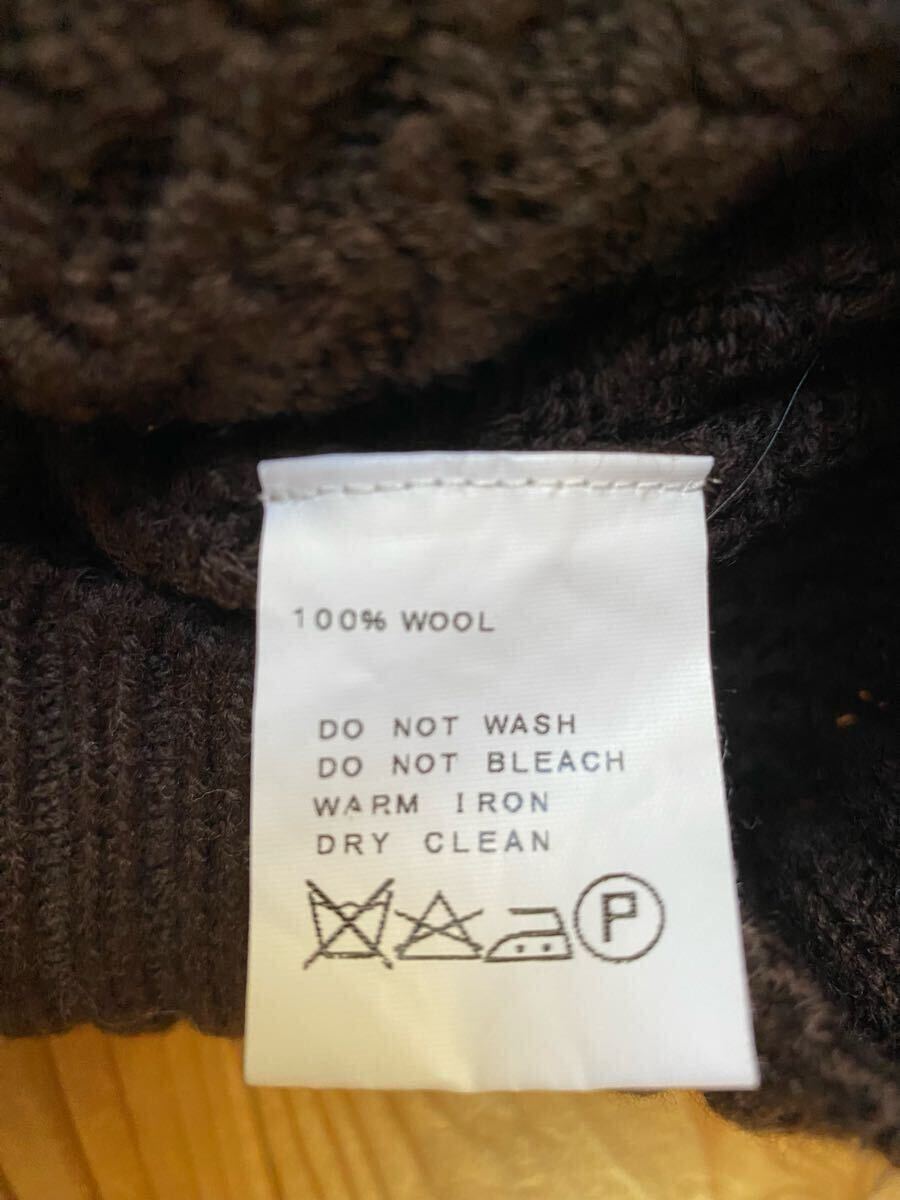 100% WOOL
DO NOT WASH
DO NOT BLEACH
WARM IRON
DRY CLEAN
P